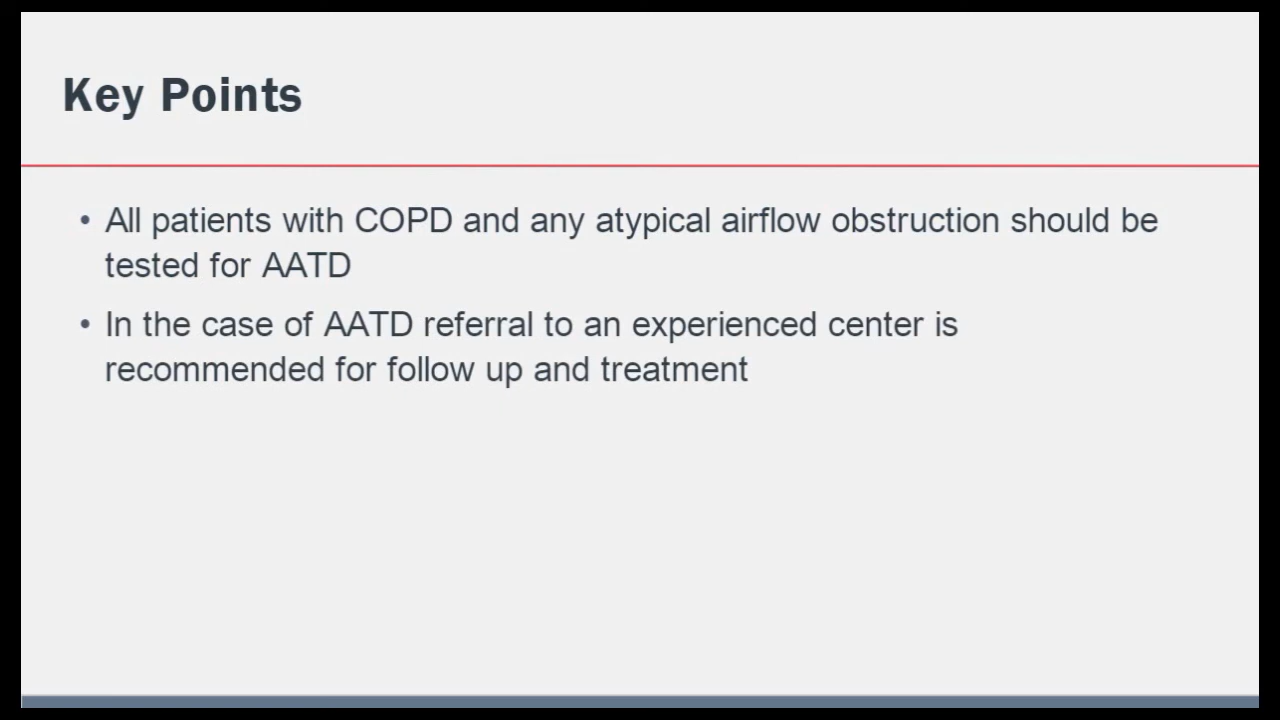 Key Points
• All patients with COPD and any atypical airflow obstruction should be
tested for AATD
• In the case of AATD referral to an experienced center is
recommended for follow up and treatment